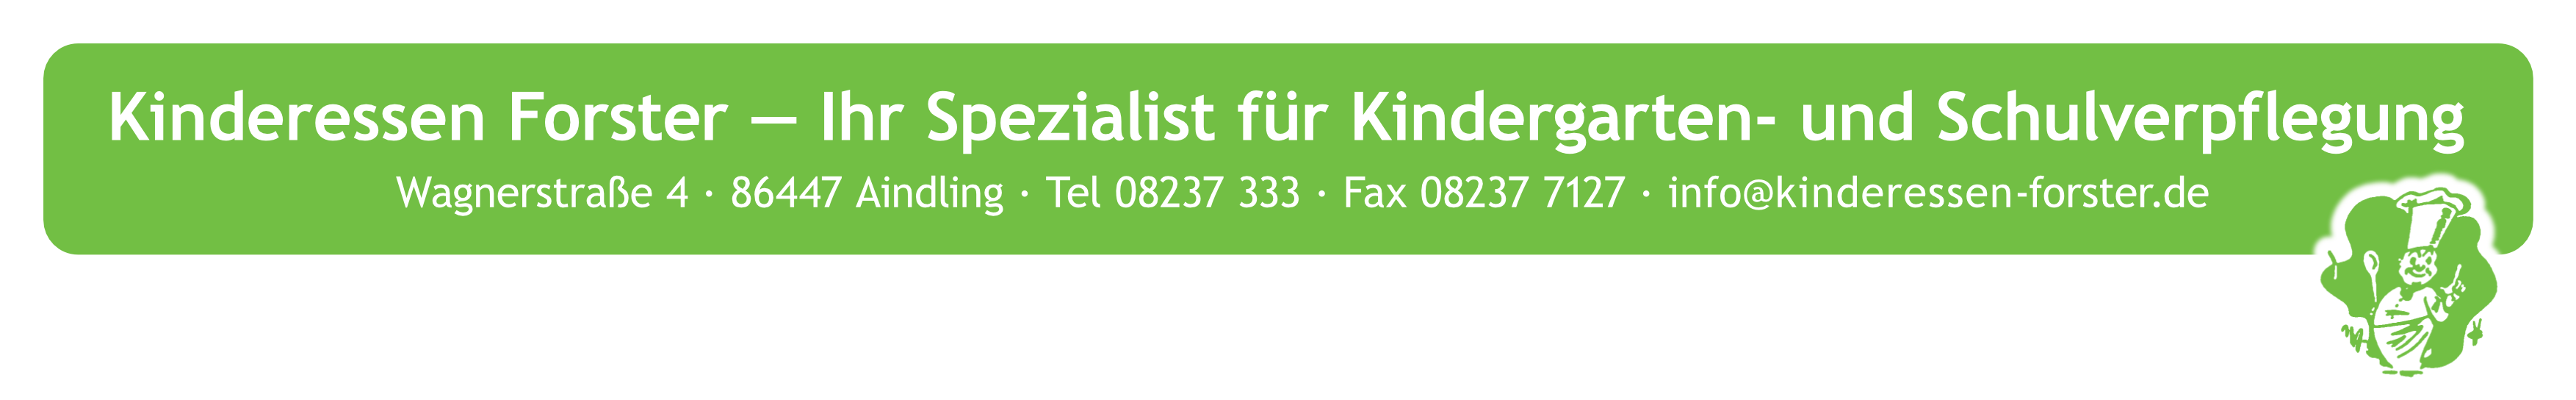 Kinderessen Forster — Ihr Spezialist für Kindergarten- und Schulverpflegung
Wagnerstraße 4 · 86447 Aindling · Tel 08237 333 · Fax 08237 7127 · info@kinderessen-forster.de